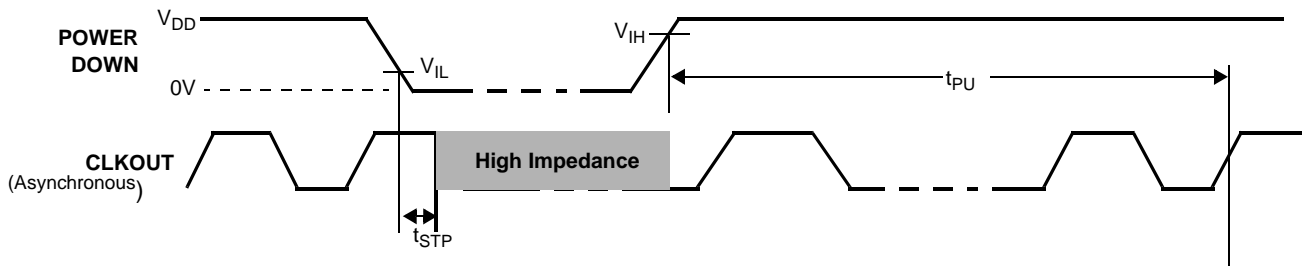 VDD
POWER
DOWN
VIH
VIL
0V
tPU
CLKOUT
(Asynchronous)
High Impedance
tSTP